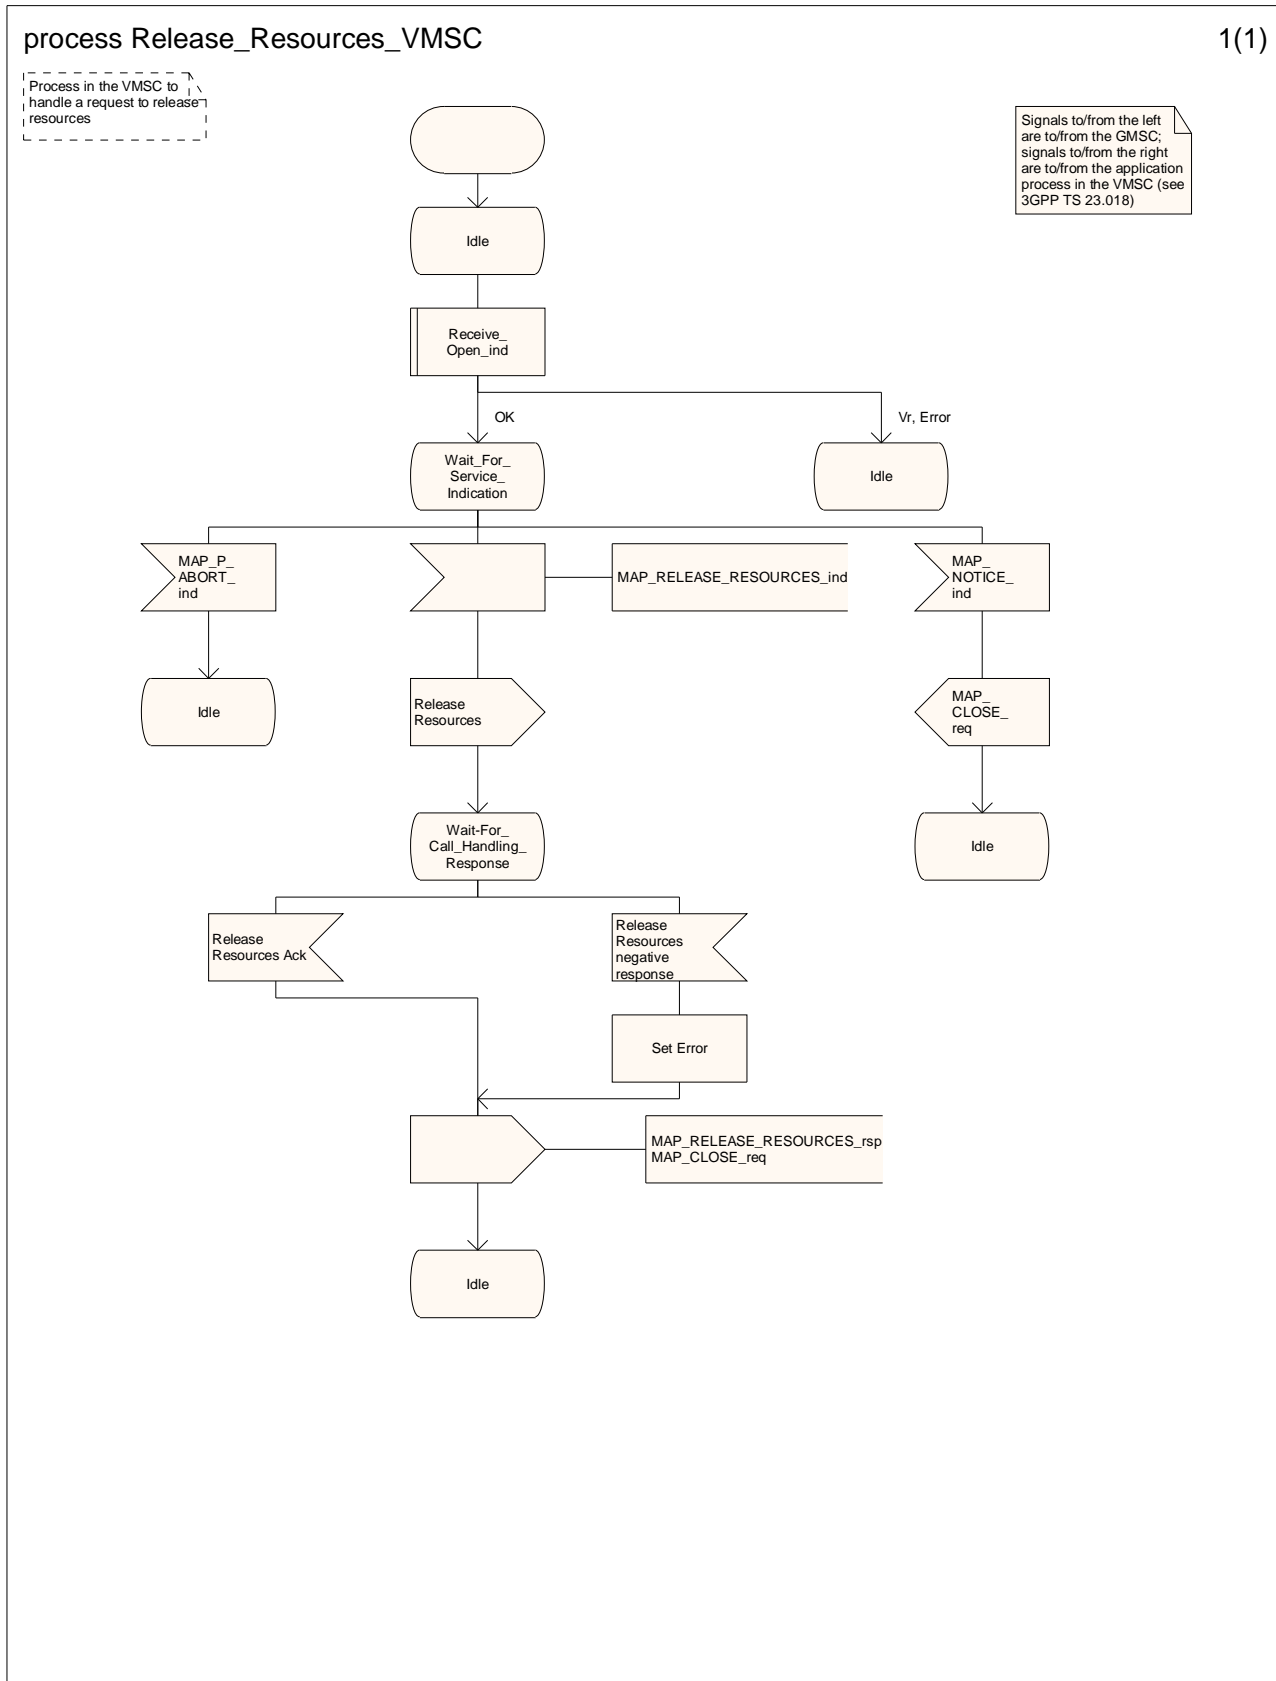 process Release_Resources_VMSC
1(1)
Process in the VMSC to
handle a request to release
resources
Signals to/from the left
are to/from the GMSC;
signals to/from the right
are to/from the application
process in the VMSC (see
3GPP TS 23.018)
Idle
Receive_
Open_ind
OK
Vr, Error
Wait_For_
Service_
Indication
Idle
MAP_P_
ABORT_
ind
MAP_RELEASE_RESOURCES_ind
MAP_
NOTICE_
ind
Idle
Release
Resources
MAP_
CLOSE_
req
Wait-For_
Call_Handling_
Response
Idle
Release
Resources Ack
Release
Resources
negative
response
Set Error
MAP_RELEASE_RESOURCES_rsp
MAP_CLOSE_req
Idle